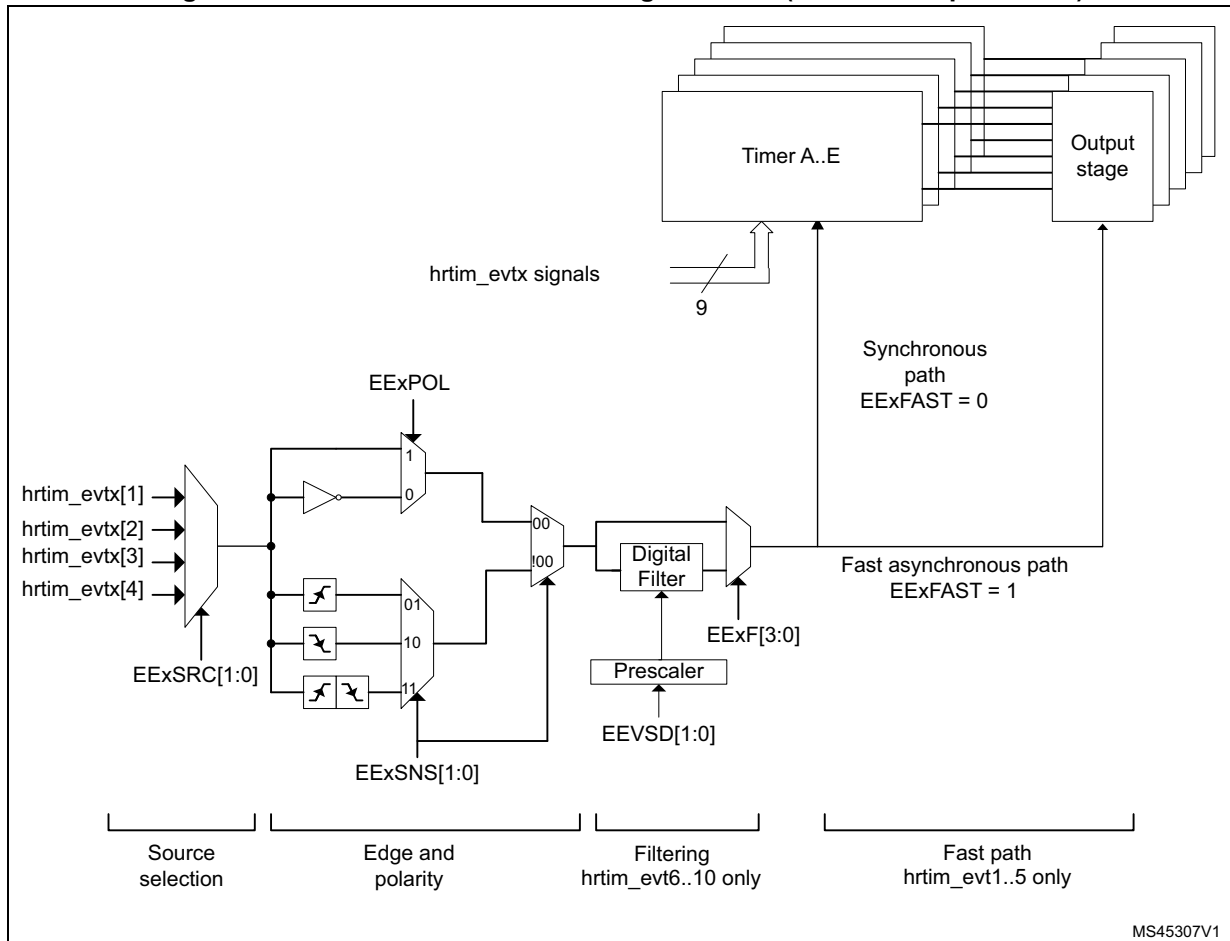 Timer A..E
Output
stage
hrtim_evtx signals
9
Synchronous
path
EExFAST = 0
EExPOL
1
0
hrtim_evtx[1]
hrtim_evtx[2]
hrtim_evtx[3]
hrtim_evtx[4]
00
!00
Digital
Filter
Fast asynchronous path
EExFAST = 1
01
10
11
EExF[3:0]
EExSRC[1:0]
Prescaler
EEVSD[1:0]
EExSNS[1:0]
Source
selection
Edge and
polarity
Filtering
hrtim_evt6..10 only
Fast path
hrtim_evt1..5 only
MS45307V1